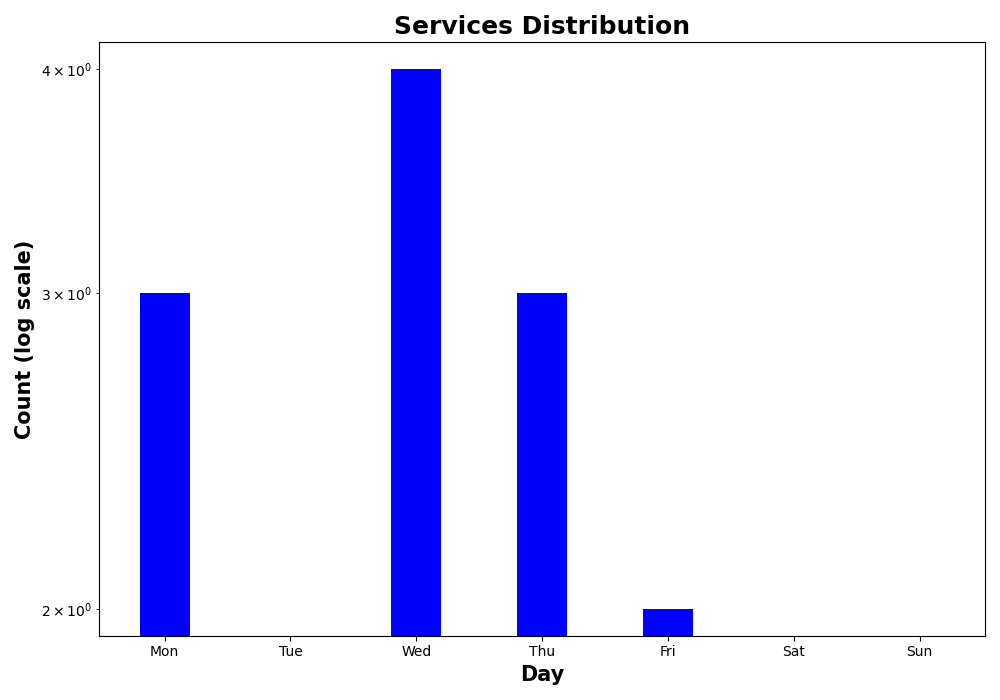 Services Distribution
Count (log scale)
4 × 10⁰
3 × 10⁰
2 × 10⁰
Mon Tue Wed Thu Fri Sat Sun
Day